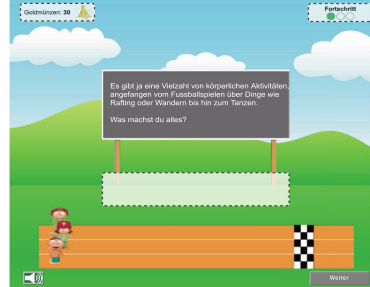 Goldmünzen: 30
Fortschritt
Es gibt ja eine Vielzahl von körperlichen Aktivitäten,
angefangen vom Fussballspielen über Dinge wie
Rafting oder Wandern bis hin zum Tanzen.
Was machst du alles?
Weiter